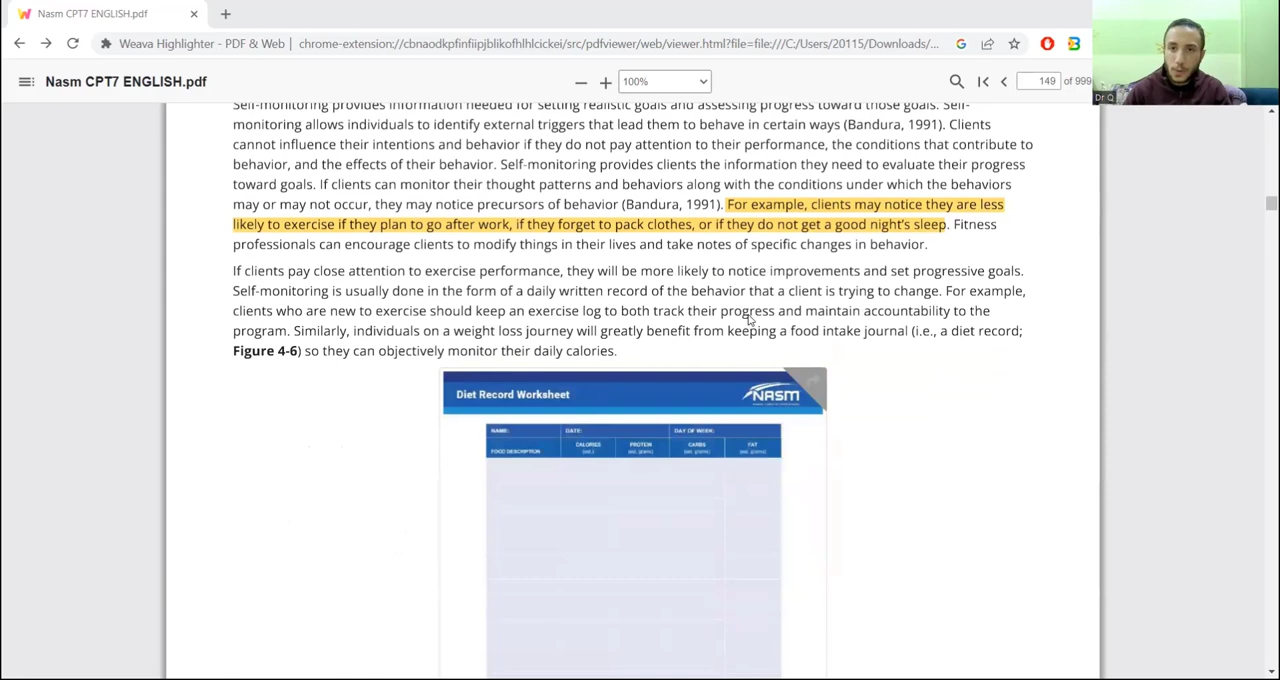 Nasm CPT7 ENGLISH.pdf
Weava Highlighter - PDF & Web | chrome-extension://cbnaodkpfinfiipjblikofhlhlcickei/src/pdfviewer/web/viewer.html?file=file:///C:/Users/20115/Downloads/...
Nasm CPT7 ENGLISH.pdf
100%
149 of 999
Dr Q
Self-monitoring provides information needed for setting realistic goals and assessing progress toward those goals. Self-
monitoring allows individuals to identify external triggers that lead them to behave in certain ways (Bandura, 1991). Clients
cannot influence their intentions and behavior if they do not pay attention to their performance, the conditions that contribute to
behavior, and the effects of their behavior. Self-monitoring provides clients the information they need to evaluate their progress
toward goals. If clients can monitor their thought patterns and behaviors along with the conditions under which the behaviors
may or may not occur, they may notice precursors of behavior (Bandura, 1991). For example, clients may notice they are less
likely to exercise if they plan to go after work, if they forget to pack clothes, or if they do not get a good night's sleep. Fitness
professionals can encourage clients to modify things in their lives and take notes of specific changes in behavior.
If clients pay close attention to exercise performance, they will be more likely to notice improvements and set progressive goals.
Self-monitoring is usually done in the form of a daily written record of the behavior that a client is trying to change. For example,
clients who are new to exercise should keep an exercise log to both track their progress and maintain accountability to the
program. Similarly, individuals on a weight loss journey will greatly benefit from keeping a food intake journal (i.e., a diet record;
Figure 4-6) so they can objectively monitor their daily calories.
Diet Record Worksheet
NASM
NAME: DATE: DAY OF WEEK:
FOOD DESCRIPTION CALORIES (est.) PROTEIN (est. grams) CARBS (est. grams) FAT (est. grams)